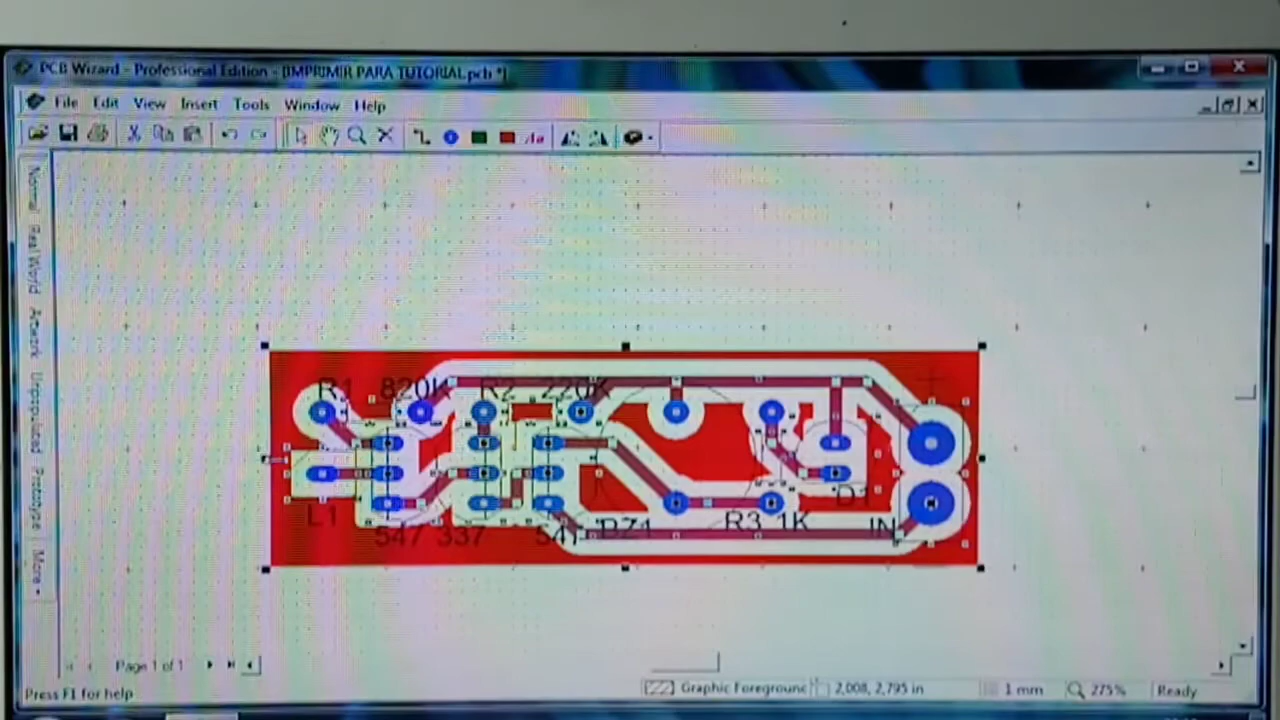 PCB Wizard - Professional Edition - [IMPRIMIR PARA TUTORIAL.pcb *]
File Edit View Insert Tools Window Help
Normal
Real World
Artwork
Unpopulated
Prototype
More
R1 820K R2 220K
L1
547 337
BZ1
R3 1K
D1
IN
Page 1 of 1
Press F1 for help
Graphic Foreground
2,008, 2,795 in
1 mm
275%
Ready